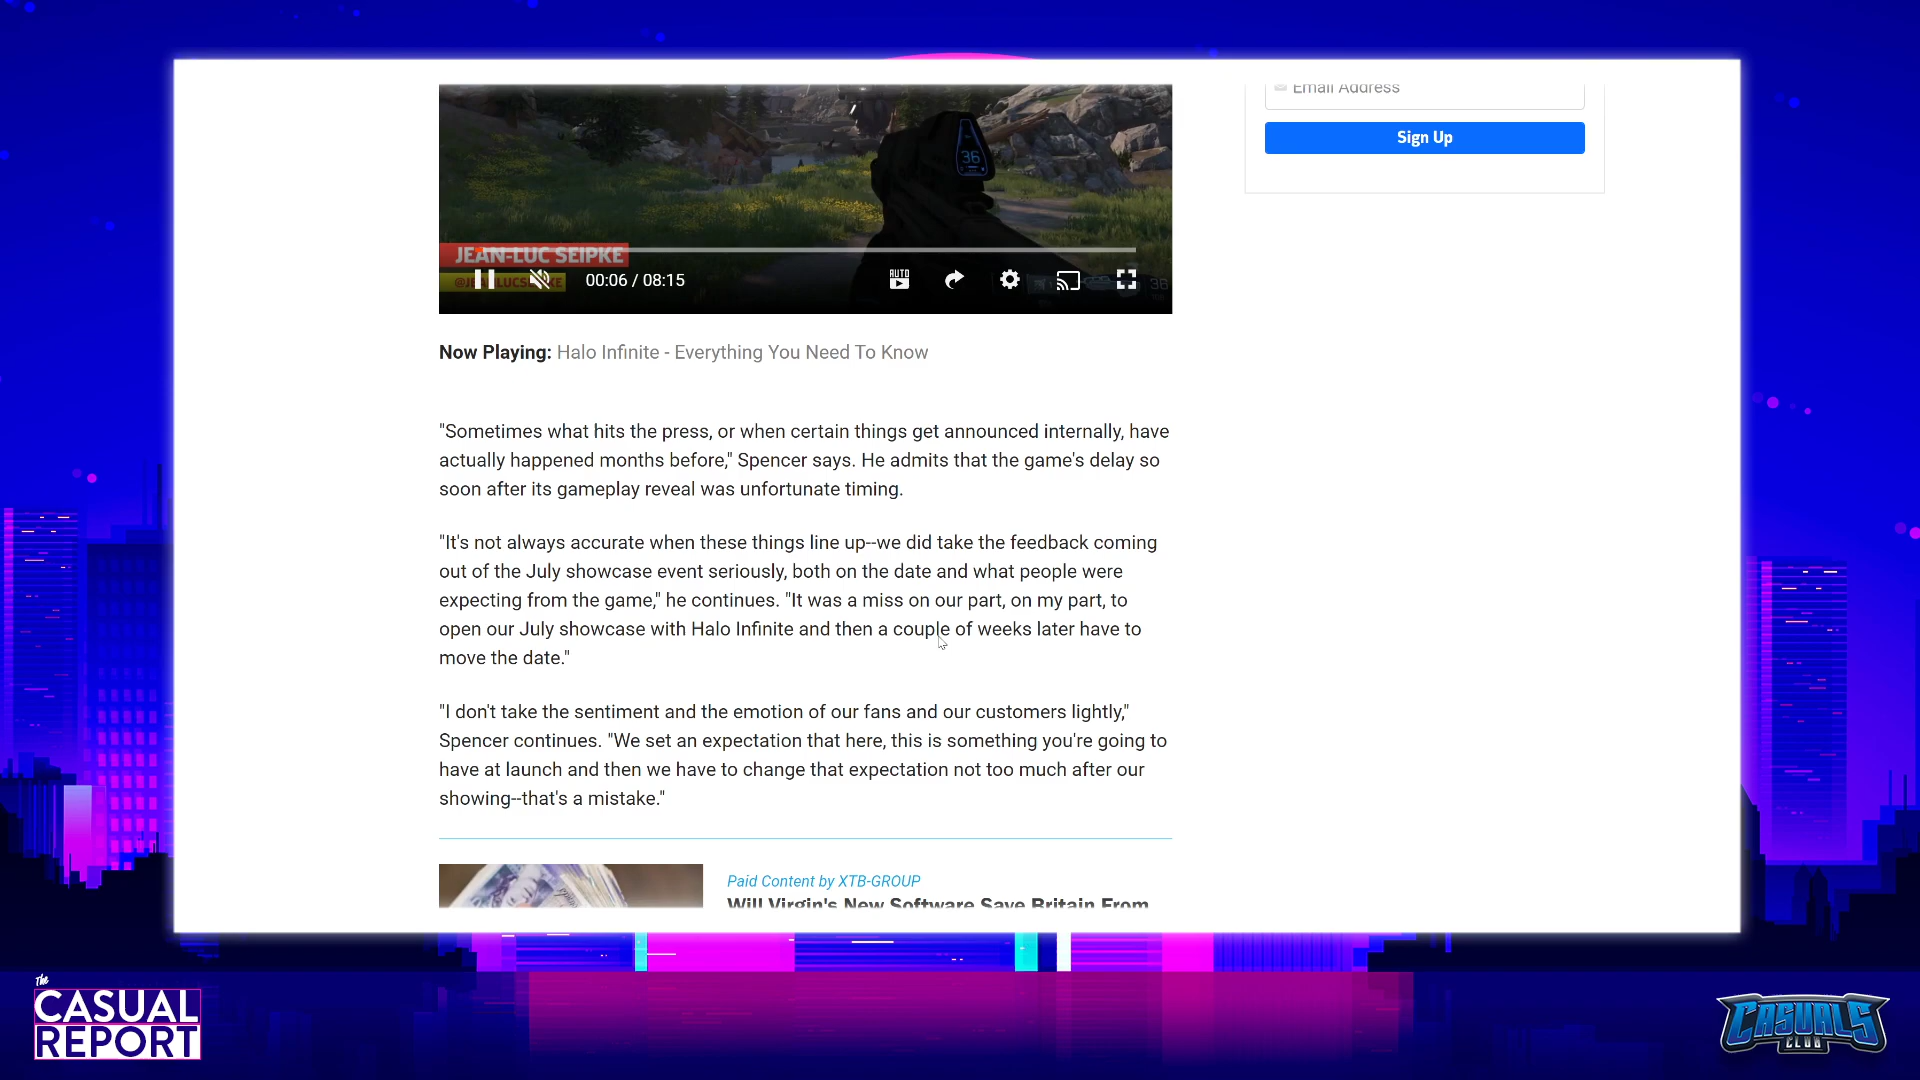 Email Address
Sign Up
36
JEAN-LUC SEIPKE
00:06 / 08:15
AUTO
36
Now Playing: Halo Infinite - Everything You Need To Know
"Sometimes what hits the press, or when certain things get announced internally, have
actually happened months before," Spencer says. He admits that the game's delay so
soon after its gameplay reveal was unfortunate timing.
"It's not always accurate when these things line up--we did take the feedback coming
out of the July showcase event seriously, both on the date and what people were
expecting from the game," he continues. "It was a miss on our part, on my part, to
open our July showcase with Halo Infinite and then a couple of weeks later have to
move the date."
"I don't take the sentiment and the emotion of our fans and our customers lightly,"
Spencer continues. "We set an expectation that here, this is something you're going to
have at launch and then we have to change that expectation not too much after our
showing--that's a mistake."
Paid Content by XTB-GROUP
Will Virgin's New Software Save Britain From
The
CASUAL
REPORT
CASUALS
CLUB